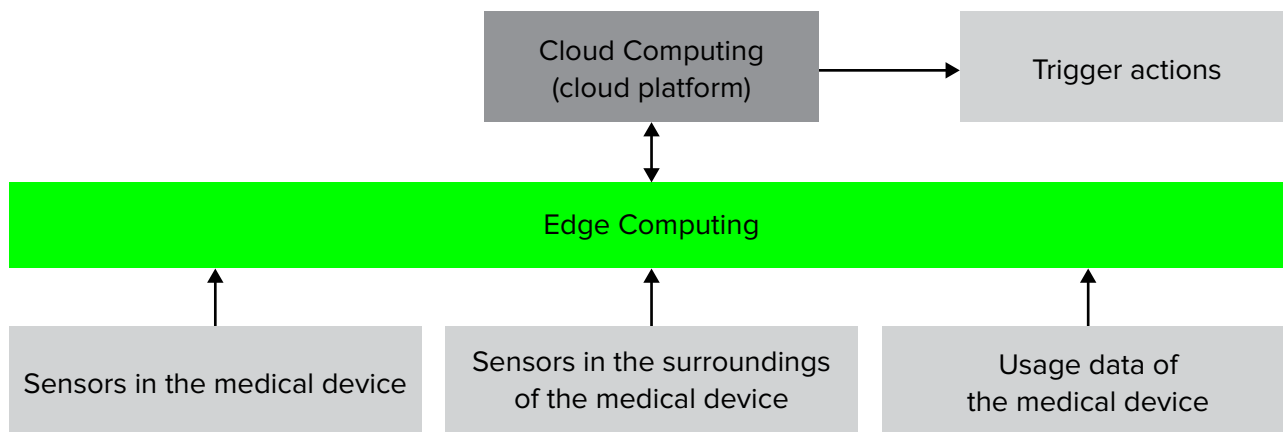 Cloud Computing
(cloud platform)
Trigger actions
Edge Computing
Sensors in the medical device
Sensors in the surroundings
of the medical device
Usage data of
the medical device